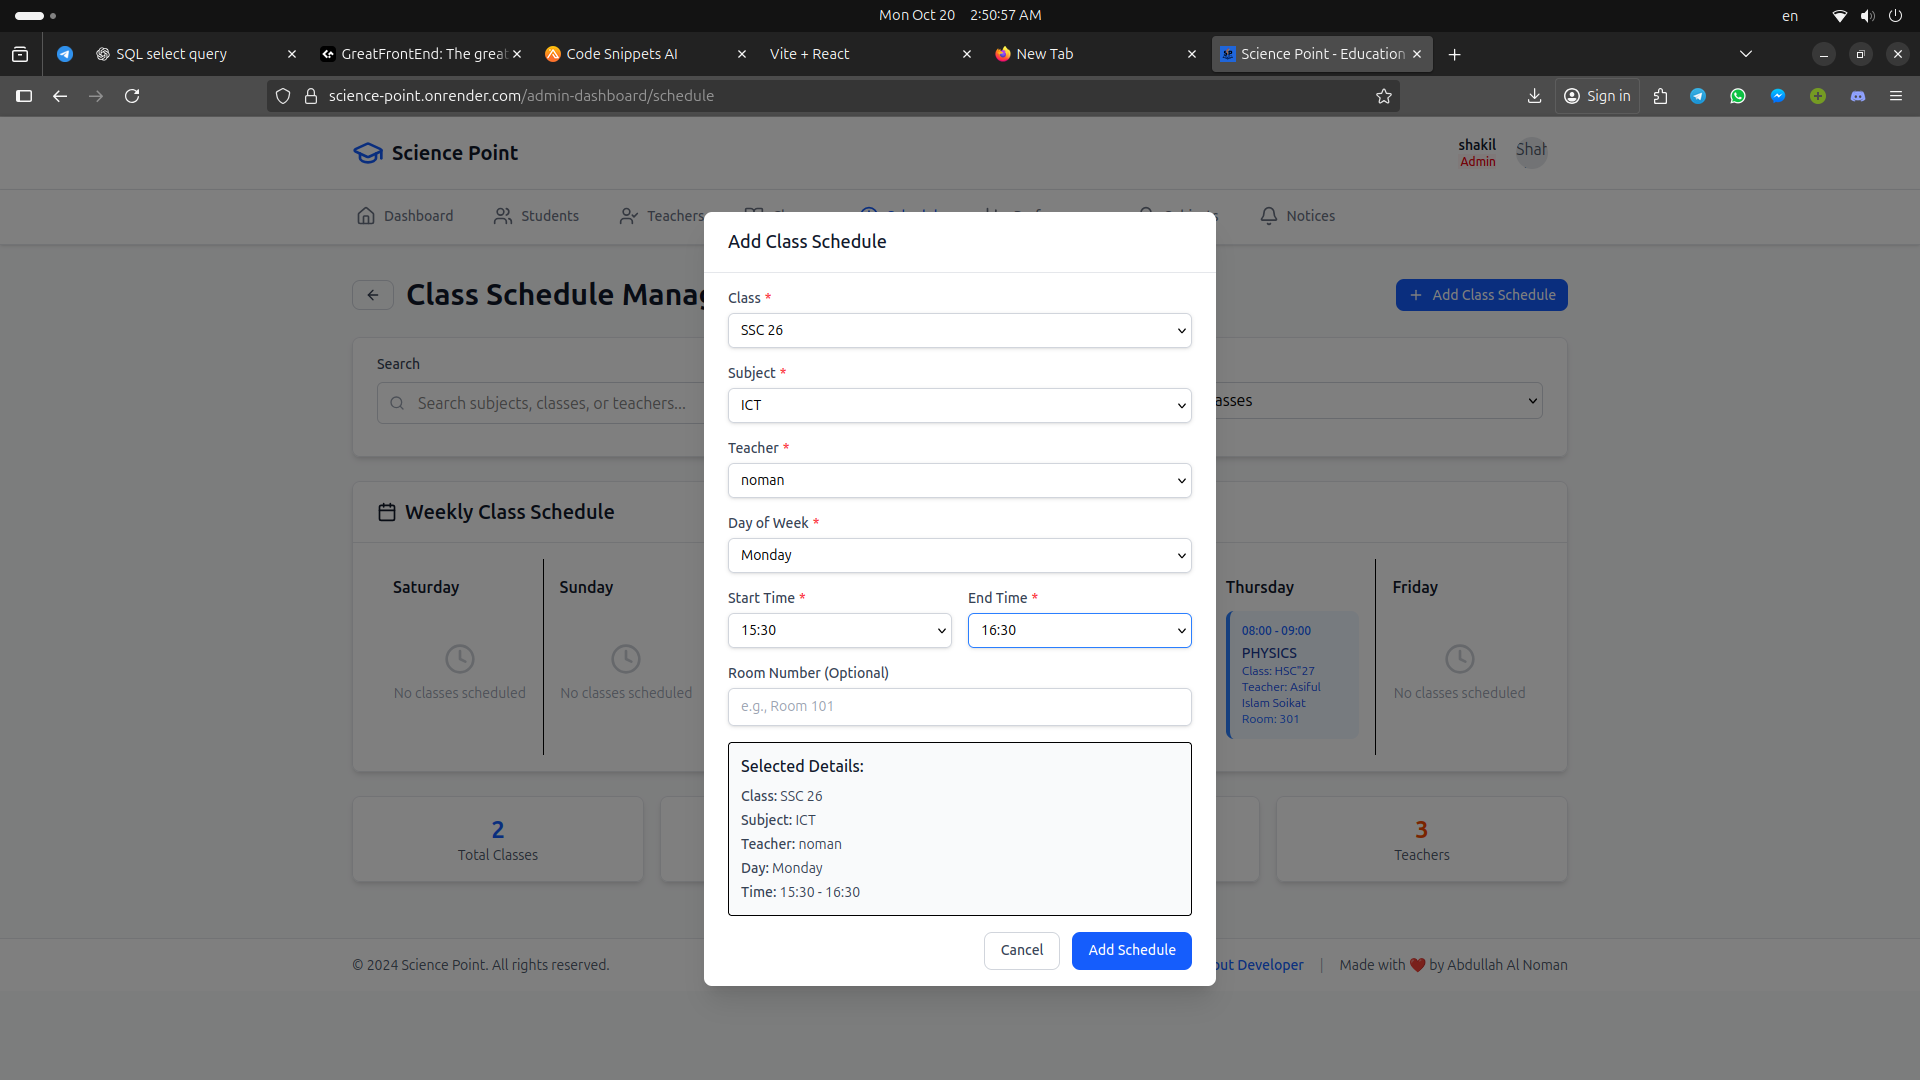 Mon Oct 20 2:50:57 AM
en
SQL select query
GreatFrontEnd: The great
Code Snippets AI
Vite + React
New Tab
Science Point - Education
science-point.onrender.com/admin-dashboard/schedule
Sign in
Science Point
shakil
Admin
Shah
Dashboard
Students
Teachers
Notices
Class Schedule Manag
Add Class Schedule
Search
Search subjects, classes, or teachers...
asses
Weekly Class Schedule
Saturday
No classes scheduled
Sunday
No classes scheduled
Thursday
08:00 - 09:00
PHYSICS
Class: HSC"27
Teacher: Asiful
Islam Soikat
Room: 301
Friday
No classes scheduled
2
Total Classes
3
Teachers
© 2024 Science Point. All rights reserved.
out Developer
|
Made with ❤️ by Abdullah Al Noman
Add Class Schedule
Class *
SSC 26
Subject *
ICT
Teacher *
noman
Day of Week *
Monday
Start Time *
15:30
End Time *
16:30
Room Number (Optional)
e.g., Room 101
Selected Details:
Class: SSC 26
Subject: ICT
Teacher: noman
Day: Monday
Time: 15:30 - 16:30
Cancel
Add Schedule